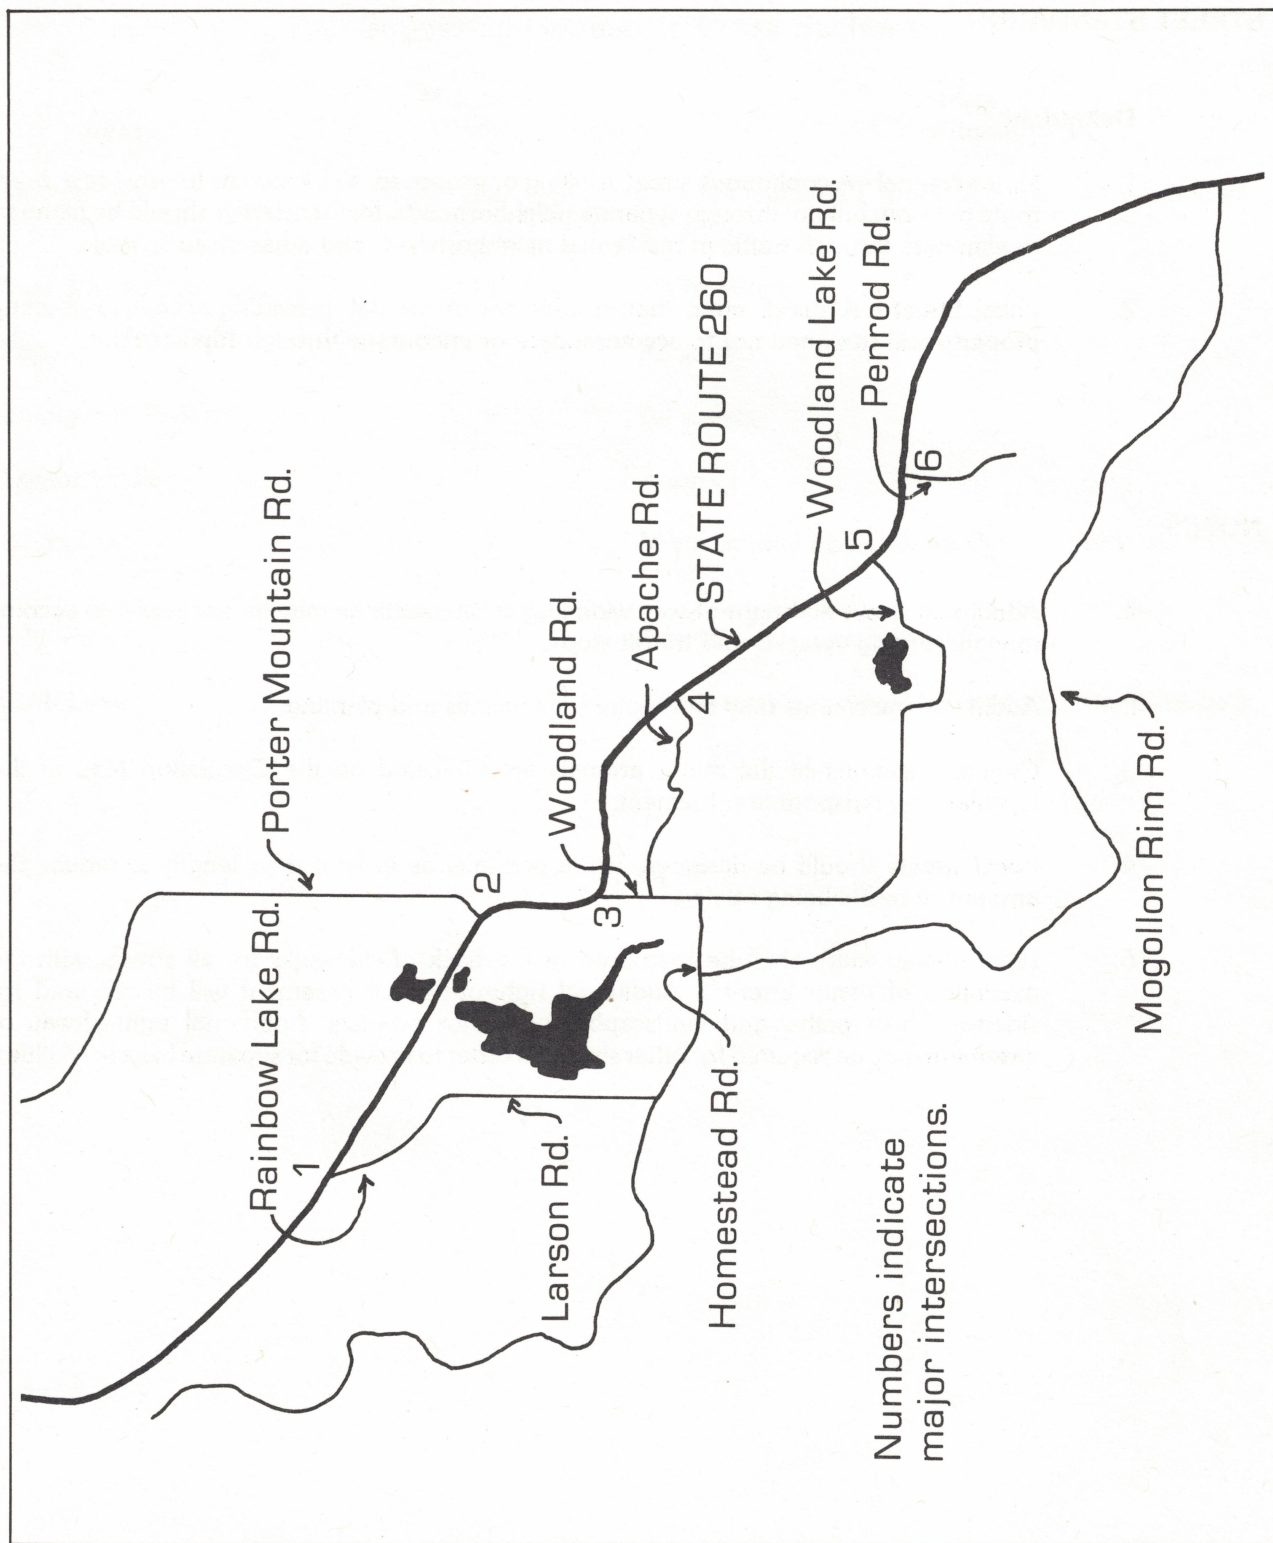 Porter Mountain Rd.
Rainbow Lake Rd.
1
2
Woodland Rd.
3
Apache Rd.
4
STATE ROUTE 260
Larson Rd.
Woodland Lake Rd.
5
Penrod Rd.
6
Homestead Rd.
Mogollon Rim Rd.
Numbers indicate
major intersections.